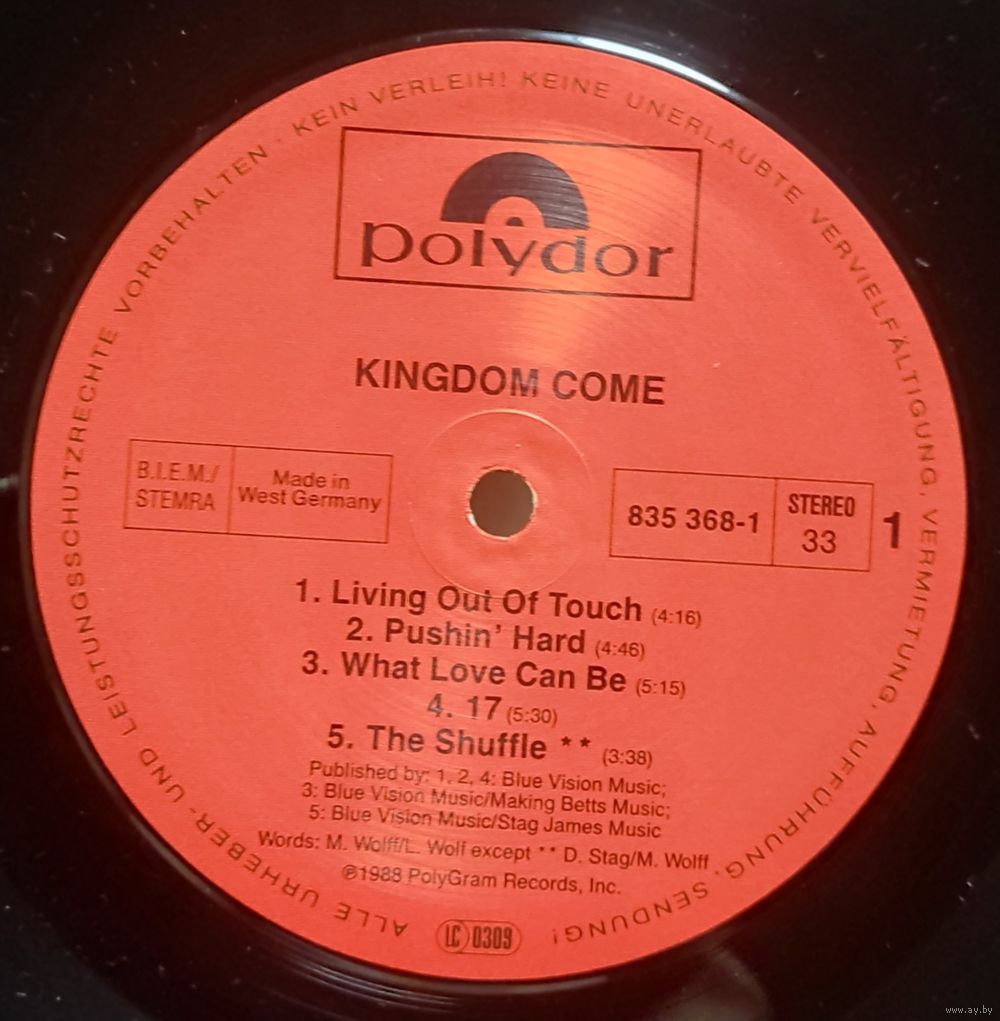 ALLE URHEBER- UND LEISTUNGSSCHUTZRECHTE VORBEHALTEN · KEIN VERLEIH! KEINE UNERLAUBTE VERVIELFÄLTIGUNG, VERMIETUNG, AUFFÜHRUNG, SENDUNG!
polydor
KINGDOM COME
B.I.E.M./
STEMRA
Made in
West Germany
835 368-1
STEREO
33
1
1. Living Out Of Touch (4:16)
2. Pushin' Hard (4:46)
3. What Love Can Be (5:15)
4. 17 (5:30)
5. The Shuffle ** (3:38)
Published by: 1, 2, 4: Blue Vision Music;
3: Blue Vision Music/Making Betts Music;
5: Blue Vision Music/Stag James Music
Words: M. Wolff/L. Wolf except ** D. Stag/M. Wolff
℗1988 PolyGram Records, Inc.
LC 0309
www.ay.by